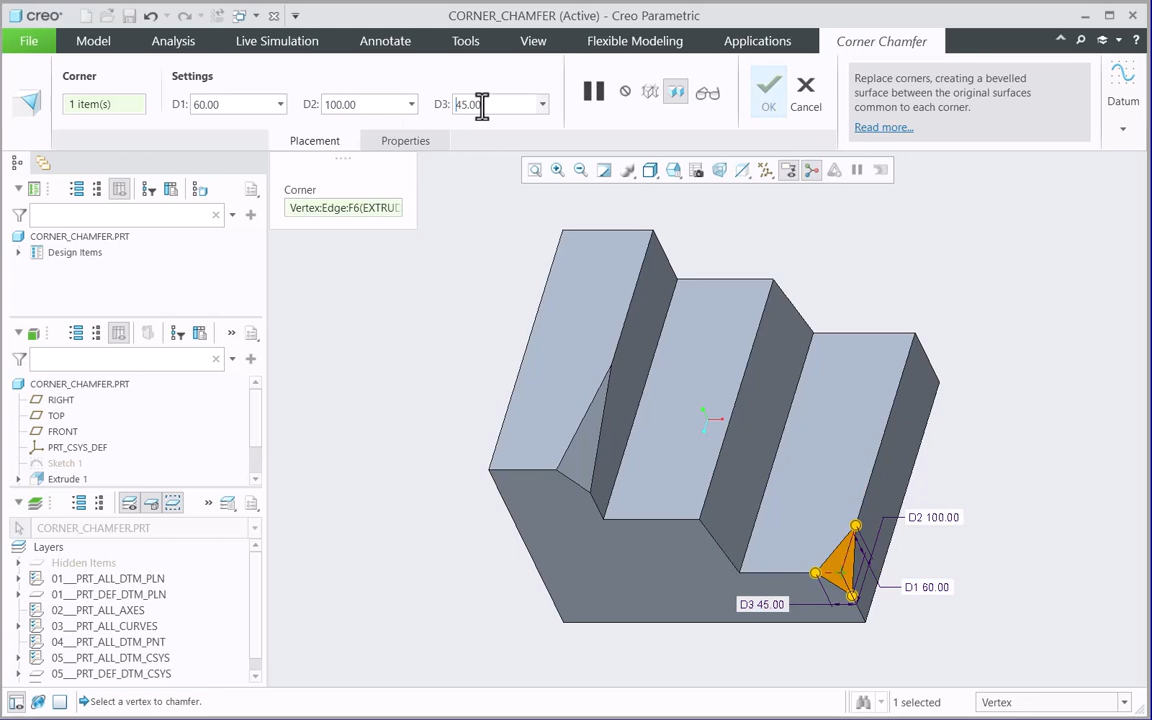 creo
CORNER_CHAMFER (Active) - Creo Parametric
File
Model
Analysis
Live Simulation
Annotate
Tools
View
Flexible Modeling
Applications
Corner Chamfer
Corner
1 item(s)
Settings
D1: 60.00
D2: 100.00
D3: 45.00
OK
Cancel
Replace corners, creating a bevelled
surface between the original surfaces
common to each corner.
Read more...
Datum
Placement
Properties
Corner
Vertex:Edge:F6(EXTRU
CORNER_CHAMFER.PRT
Design Items
CORNER_CHAMFER.PRT
RIGHT
TOP
FRONT
PRT_CSYS_DEF
Sketch 1
Extrude 1
CORNER_CHAMFER.PRT
Layers
Hidden Items
01___PRT_ALL_DTM_PLN
01___PRT_DEF_DTM_PLN
02___PRT_ALL_AXES
03___PRT_ALL_CURVES
04___PRT_ALL_DTM_PNT
05___PRT_ALL_DTM_CSYS
05___PRT_DEF_DTM_CSYS
D2 100.00
D1 60.00
D3 45.00
Select a vertex to chamfer.
1 selected
Vertex